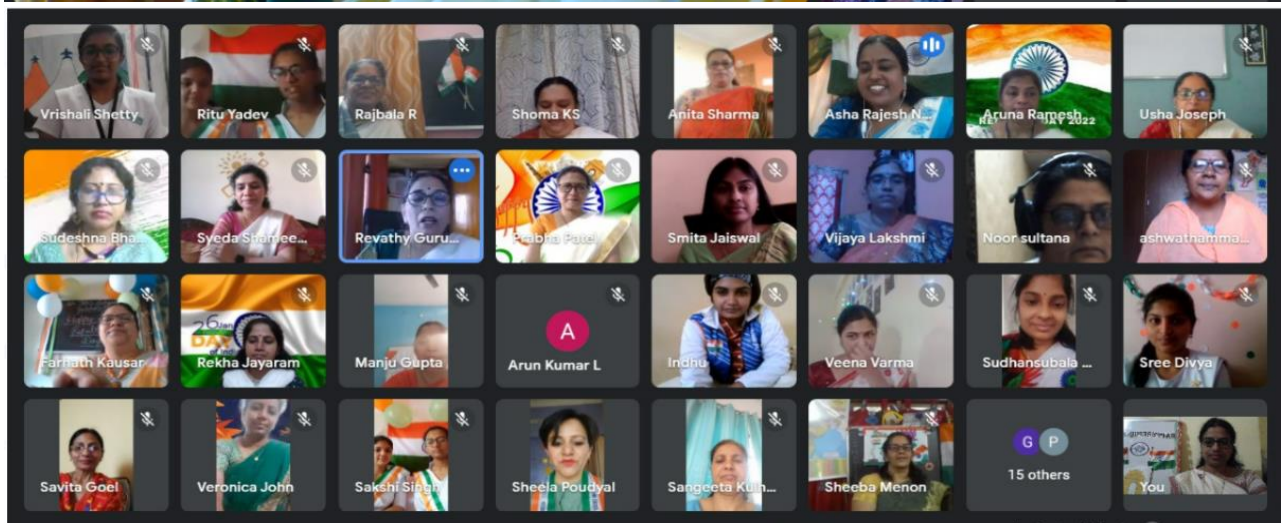 Vrishali Shetty
Ritu Yadev
Rajbala R
Shoma KS
Anita Sharma
Asha Rajesh N...
Aruna Ramesh
2022
Usha Joseph
Sudeshna Bha...
Syeda Shamee...
Revathy Guru...
Prabha Patel
Smita Jaiswal
Vijaya Lakshmi
Noor sultana
ashwathamma...
Farhath Kausar
26 Jan
DAY
Rekha Jayaram
Manju Gupta
A
Arun Kumar L
Indhu
Veena Varma
Sudhansubala ...
Sree Divya
Savita Goel
Veronica John
Sakshi Singh
Sheela Poudyal
Sangeeta Kuln...
Sheeba Menon
G P
15 others
You